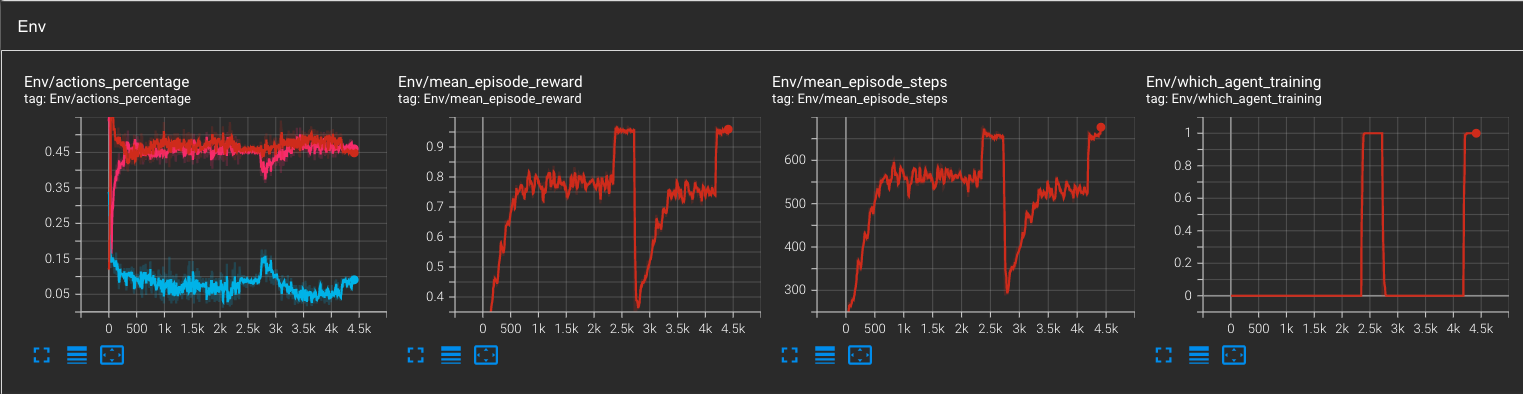 Env
Env/actions_percentage
tag: Env/actions_percentage
0.45
0.35
0.25
0.15
0.05
0 500 1k 1.5k 2k 2.5k 3k 3.5k 4k 4.5k
Env/mean_episode_reward
tag: Env/mean_episode_reward
0.9
0.8
0.7
0.6
0.5
0.4
0 500 1k 1.5k 2k 2.5k 3k 3.5k 4k 4.5k
Env/mean_episode_steps
tag: Env/mean_episode_steps
600
500
400
300
0 500 1k 1.5k 2k 2.5k 3k 3.5k 4k 4.5k
Env/which_agent_training
tag: Env/which_agent_training
1
0.8
0.6
0.4
0.2
0
0 500 1k 1.5k 2k 2.5k 3k 3.5k 4k 4.5k